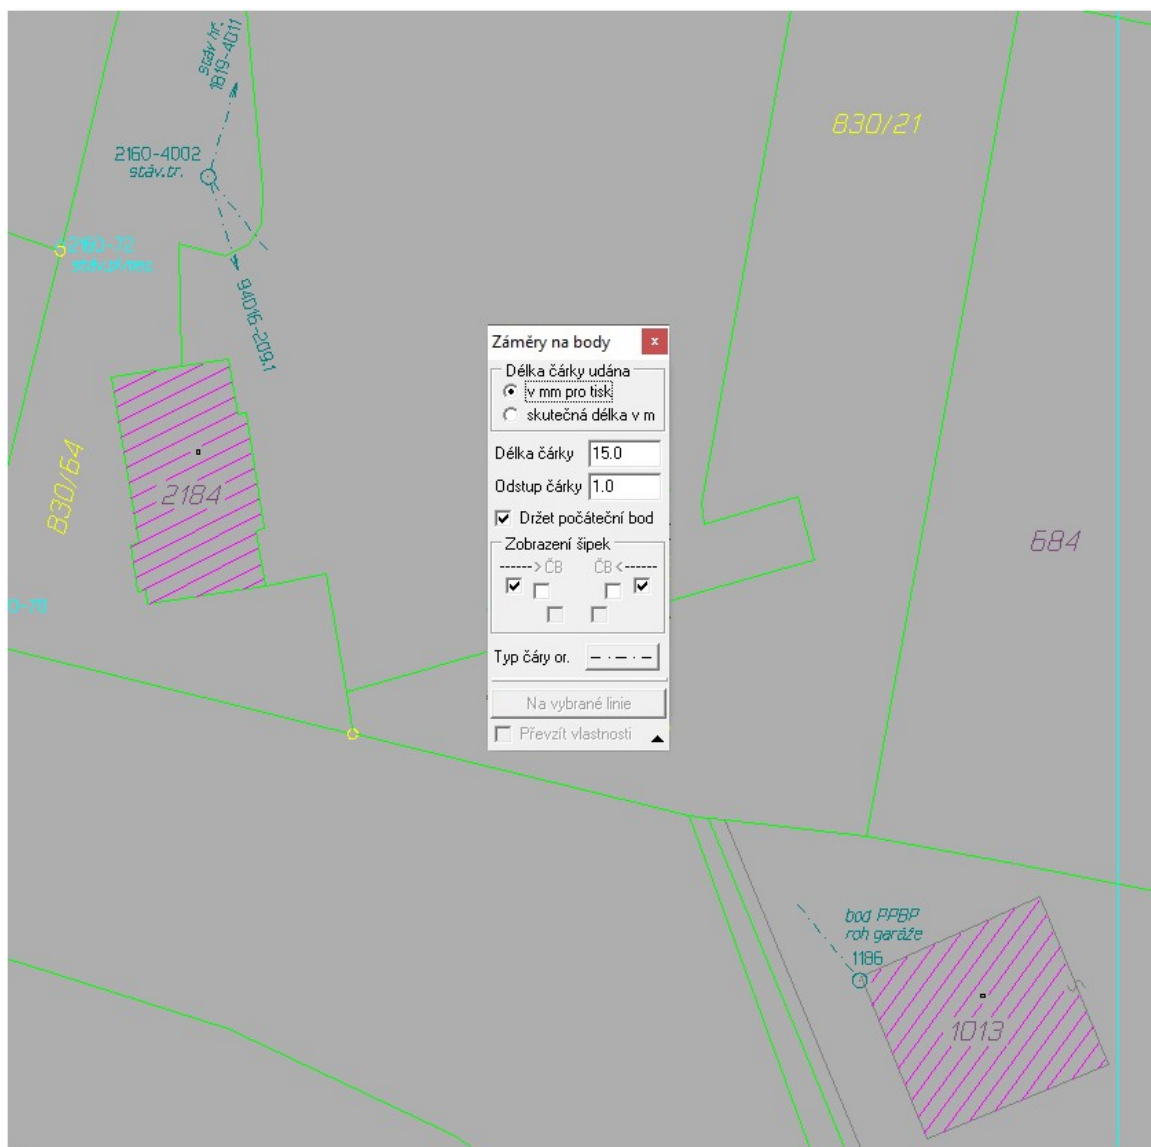 stáv. hr.
1819-4011
830/21
2160-4002
stáv.tr.
2160-72
94016-209.1
830/64
2184
Záměry na body
x
Délka čárky udána
v mm pro tisk
skutečná délka v m
Délka čárky 15.0
Odstup čárky 1.0
Držet počáteční bod
Zobrazení šipek
------> ČB ČB <------
Typ čáry or.
Na vybrané linie
Převzít vlastnosti
684
bod PPBP
roh garáže
1186
1013